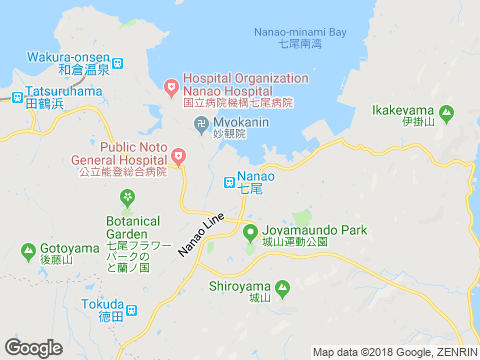 Nanao-minami Bay
七尾南湾
Wakura-onsen
和倉温泉
Hospital Organization
Nanao Hospital
国立病院機構七尾病院
Tatsuruhama
田鶴浜
Ikakeyama
伊掛山
卍
Myokanin
妙観院
Public Noto
General Hospital
公立能登総合病院
H
H
Nanao
七尾
Botanical
Garden
七尾フラワー
パークの
と蘭ノ国
Nanao Line
Joyamaundo Park
城山運動公園
Gotoyama
後藤山
Shiroyama
城山
Tokuda
徳田
Google
Map data ©2018 Google, ZENRIN